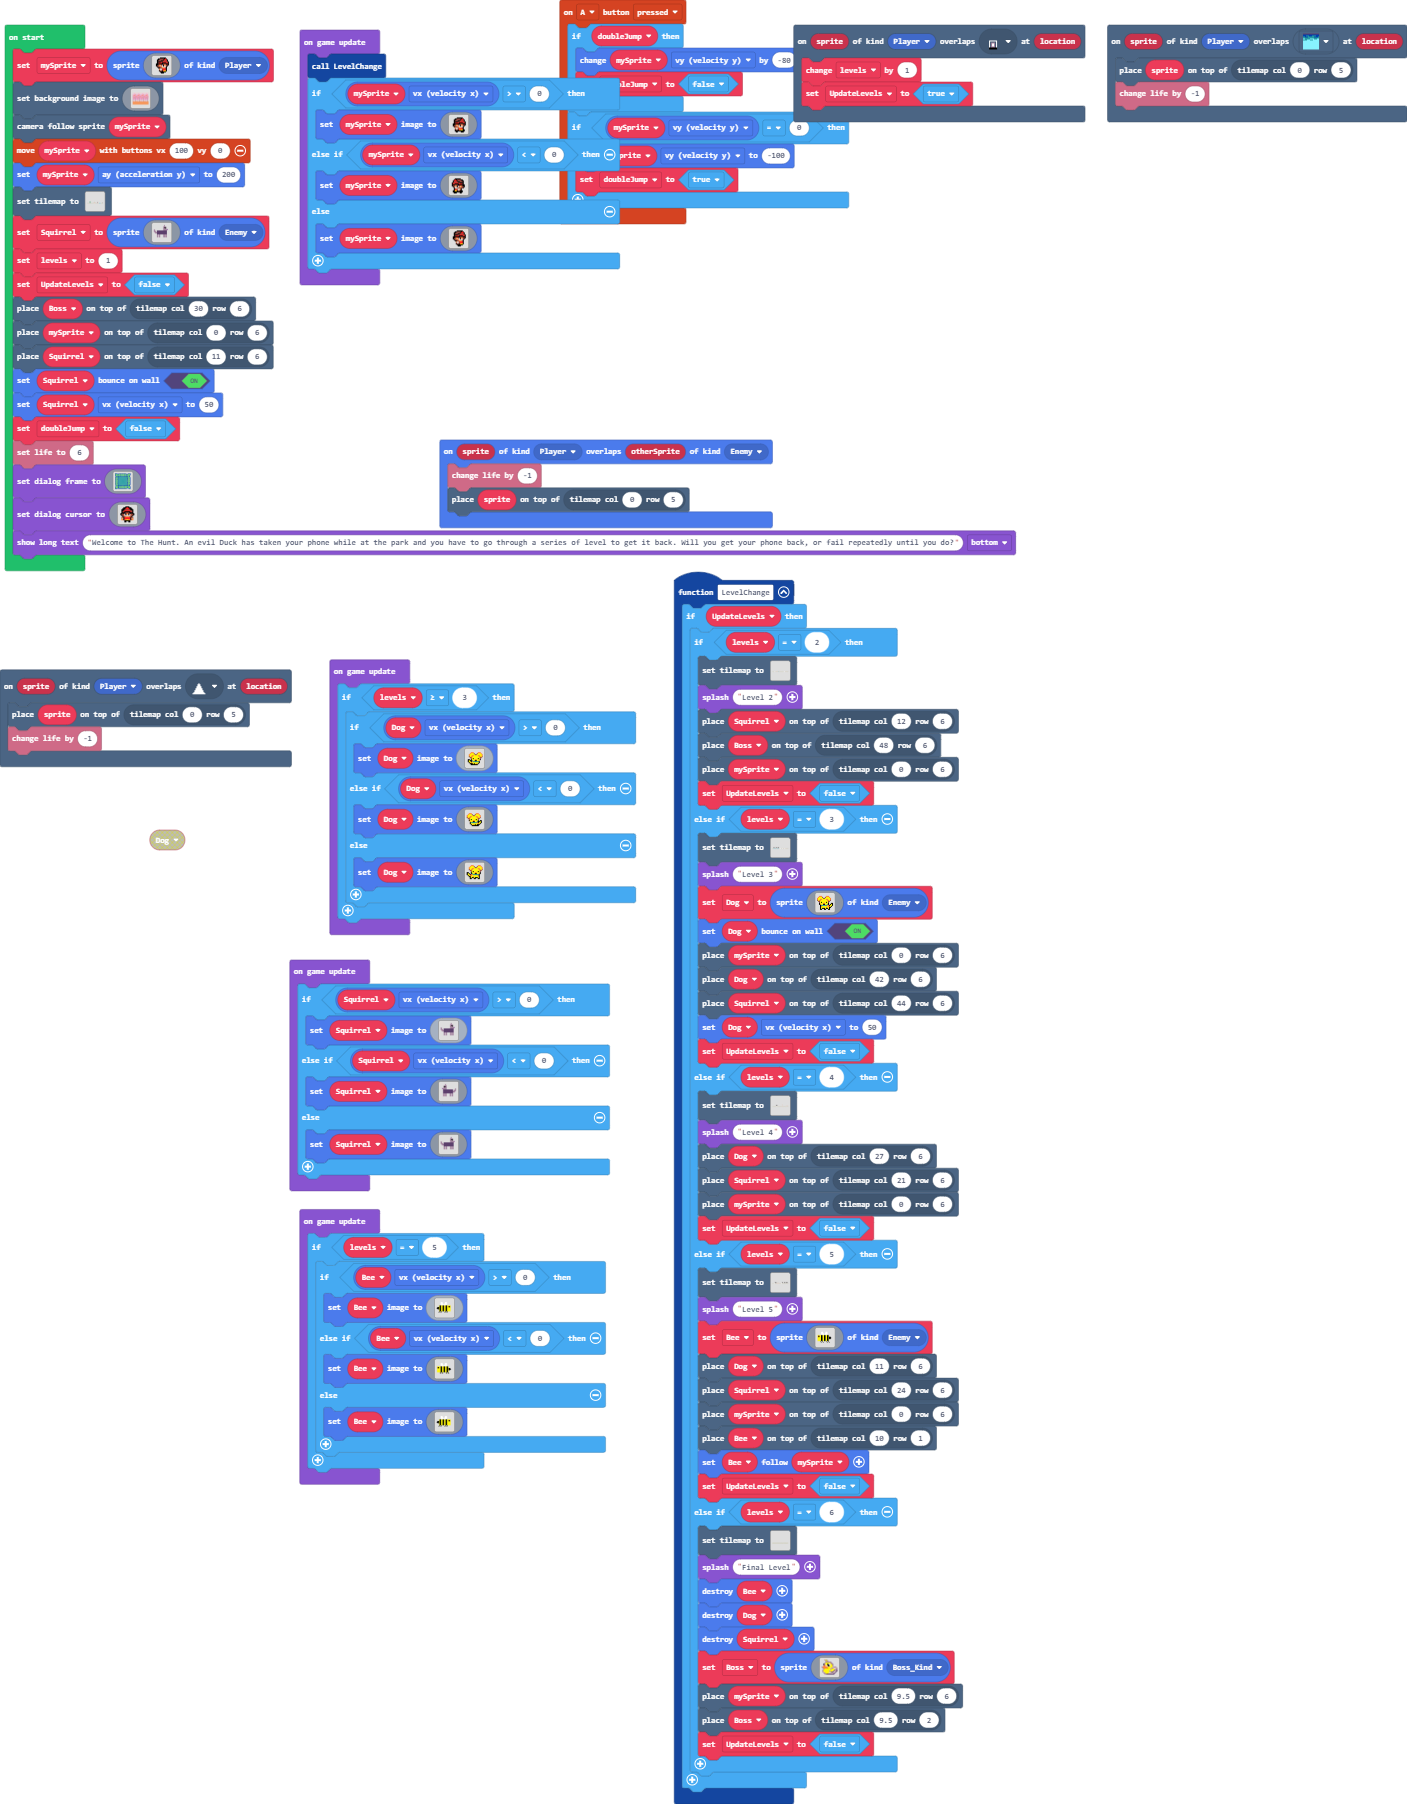 on start
set mySprite to sprite of kind Player
set background image to
camera follow sprite mySprite
move mySprite with buttons vx 100 vy 0
set mySprite ay (acceleration y) to 200
set tilemap to
set Squirrel to sprite of kind Enemy
set levels to 1
set UpdateLevels to false
place Boss on top of tilemap col 30 row 6
place mySprite on top of tilemap col 0 row 6
place Squirrel on top of tilemap col 11 row 6
set Squirrel bounce on wall ON
set Squirrel vx (velocity x) to 50
set doubleJump to false
set life to 6
set dialog frame to
set dialog cursor to
show long text "Welcome to The Hunt. An evil Duck has taken your phone while at the park and you have to go through a series of level to get it back. Will you get your phone back, or fail repeatedly until you do?" bottom
on game update
call LevelChange
if mySprite vx (velocity x) > 0 then
set mySprite image to
else if mySprite vx (velocity x) < 0 then
set mySprite image to
else
set mySprite image to
on A button pressed
if doubleJump then
change mySprite vy (velocity y) by -80
leJump to false
if mySprite vy (velocity y) = 0 then
prite vy (velocity y) to -100
set doubleJump to true
on sprite of kind Player overlaps at location
change levels by 1
set UpdateLevels to true
on sprite of kind Player overlaps at location
place sprite on top of tilemap col 0 row 5
change life by -1
on sprite of kind Player overlaps otherSprite of kind Enemy
change life by -1
place sprite on top of tilemap col 0 row 5
on sprite of kind Player overlaps at location
place sprite on top of tilemap col 0 row 5
change life by -1
Dog
on game update
if levels ≥ 3 then
if Dog vx (velocity x) > 0 then
set Dog image to
else if Dog vx (velocity x) < 0 then
set Dog image to
else
set Dog image to
on game update
if Squirrel vx (velocity x) > 0 then
set Squirrel image to
else if Squirrel vx (velocity x) < 0 then
set Squirrel image to
else
set Squirrel image to
on game update
if levels = 5 then
if Bee vx (velocity x) > 0 then
set Bee image to
else if Bee vx (velocity x) < 0 then
set Bee image to
else
set Bee image to
function LevelChange
if UpdateLevels then
if levels = 2 then
set tilemap to
splash "Level 2"
place Squirrel on top of tilemap col 12 row 6
place Boss on top of tilemap col 48 row 6
place mySprite on top of tilemap col 0 row 6
set UpdateLevels to false
else if levels = 3 then
set tilemap to
splash "Level 3"
set Dog to sprite of kind Enemy
set Dog bounce on wall ON
place mySprite on top of tilemap col 0 row 6
place Dog on top of tilemap col 42 row 6
place Squirrel on top of tilemap col 44 row 6
set Dog vx (velocity x) to 50
set UpdateLevels to false
else if levels = 4 then
set tilemap to
splash "Level 4"
place Dog on top of tilemap col 27 row 6
place Squirrel on top of tilemap col 21 row 6
place mySprite on top of tilemap col 0 row 6
set UpdateLevels to false
else if levels = 5 then
set tilemap to
splash "Level 5"
set Bee to sprite of kind Enemy
place Dog on top of tilemap col 11 row 6
place Squirrel on top of tilemap col 24 row 6
place mySprite on top of tilemap col 0 row 6
place Bee on top of tilemap col 10 row 1
set Bee follow mySprite
set UpdateLevels to false
else if levels = 6 then
set tilemap to
splash "Final Level"
destroy Bee
destroy Dog
destroy Squirrel
set Boss to sprite of kind Boss_Kind
place mySprite on top of tilemap col 9.5 row 6
place Boss on top of tilemap col 9.5 row 2
set UpdateLevels to false